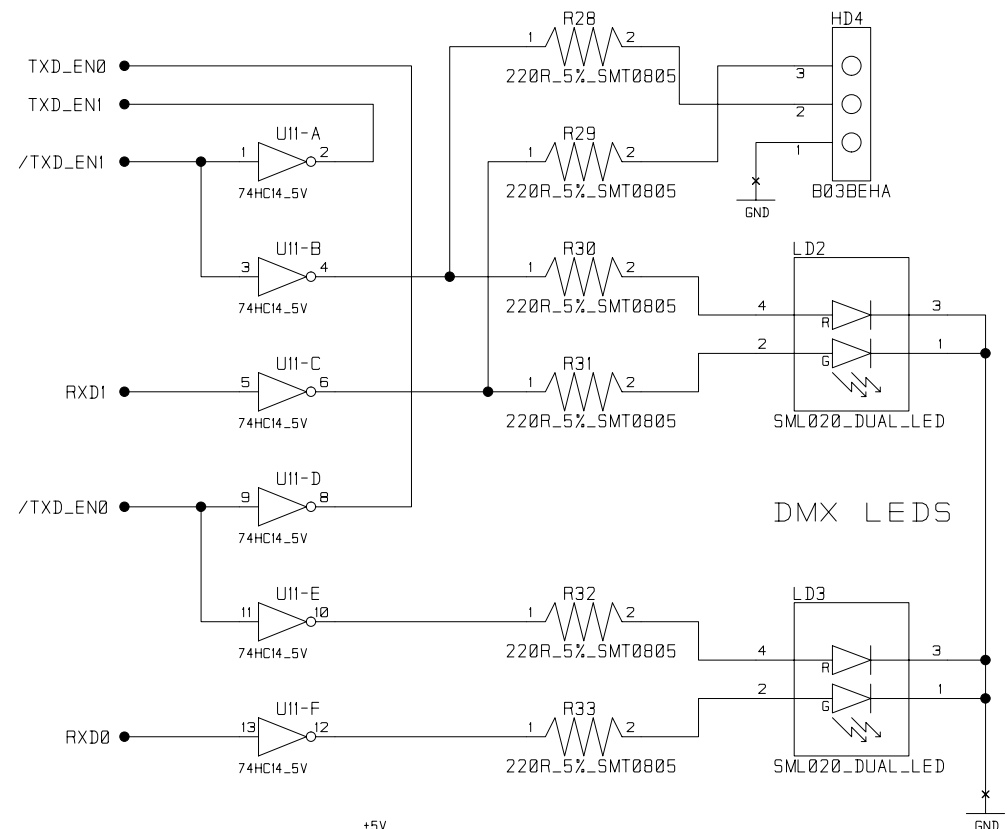 R28
HD4
1 2
TXD_EN0
220R_5%_SMT0805
3
TXD_EN1
2
U11-A
R29
/TXD_EN1
1 2
1 2
1
74HC14_5V
220R_5%_SMT0805
B03BEHA
GND
U11-B
R30
LD2
3 4
1 2
74HC14_5V
220R_5%_SMT0805
4 R 3
2 G 1
U11-C
R31
RXD1
5 6
1 2
74HC14_5V
220R_5%_SMT0805
SML020_DUAL_LED
U11-D
/TXD_EN0
9 8
DMX LEDS
74HC14_5V
U11-E
R32
LD3
11 10
1 2
74HC14_5V
220R_5%_SMT0805
4 R 3
2 G 1
U11-F
R33
RXD0
13 12
1 2
74HC14_5V
220R_5%_SMT0805
SML020_DUAL_LED
+5V
GND